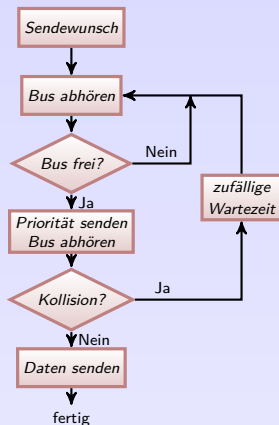 Sendewunsch
Bus abhören
Bus frei?
Nein
Ja
zufällige
Wartezeit
Priorität senden
Bus abhören
Kollision?
Ja
Nein
Daten senden
fertig